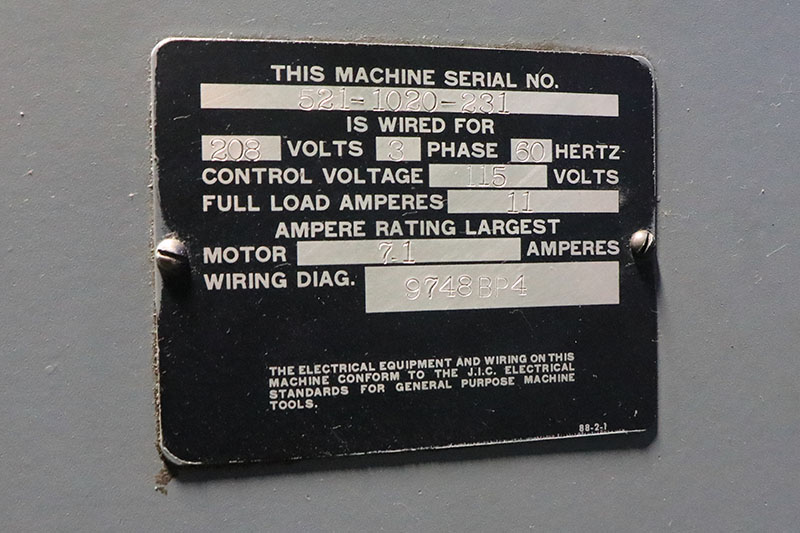 THIS MACHINE SERIAL NO.
521-1020-231
IS WIRED FOR
208 VOLTS 3 PHASE 60 HERTZ
CONTROL VOLTAGE 115 VOLTS
FULL LOAD AMPERES 11
AMPERE RATING LARGEST
MOTOR 7.1 AMPERES
WIRING DIAG. 9748BP4
THE ELECTRICAL EQUIPMENT AND WIRING ON THIS
MACHINE CONFORM TO THE J.I.C. ELECTRICAL
STANDARDS FOR GENERAL PURPOSE MACHINE
TOOLS.
88-2-1